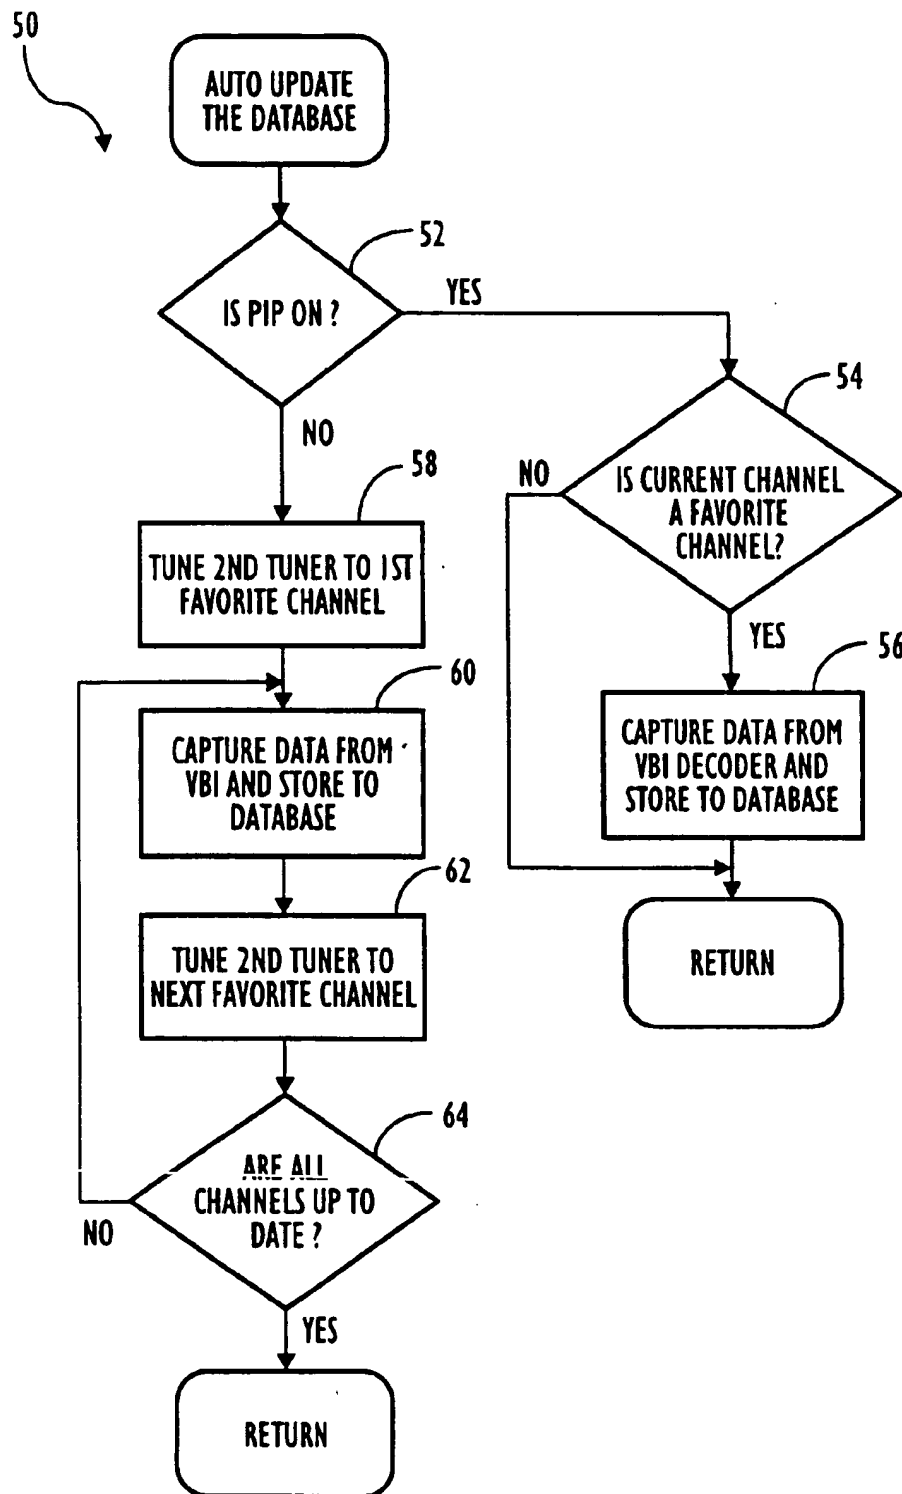 50
AUTO UPDATE
THE DATABASE
52
IS PIP ON ?
YES
NO
54
IS CURRENT CHANNEL
A FAVORITE
CHANNEL?
NO
YES
58
TUNE 2ND TUNER TO 1ST
FAVORITE CHANNEL
56
CAPTURE DATA FROM
VBI DECODER AND
STORE TO DATABASE
60
CAPTURE DATA FROM
VBI AND STORE TO
DATABASE
62
TUNE 2ND TUNER TO
NEXT FAVORITE CHANNEL
RETURN
64
ARE ALL
CHANNELS UP TO
DATE ?
NO
YES
RETURN